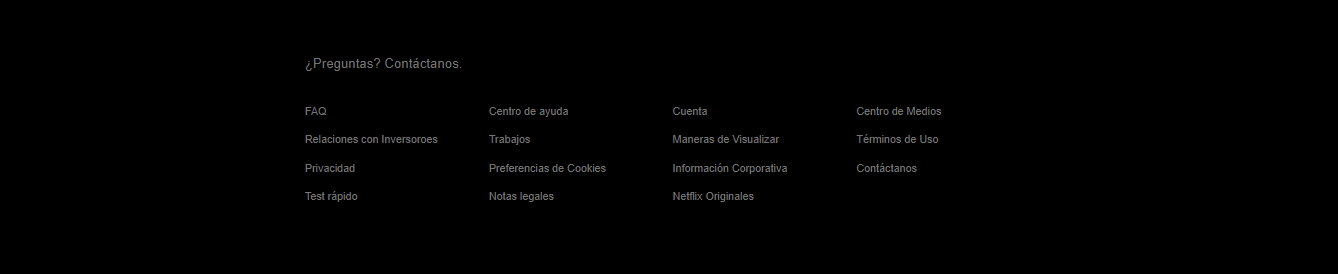 ¿Preguntas? Contáctanos.
FAQ Centro de ayuda Cuenta Centro de Medios
Relaciones con Inversoroes Trabajos Maneras de Visualizar Términos de Uso
Privacidad Preferencias de Cookies Información Corporativa Contáctanos
Test rápido Notas legales Netflix Originales